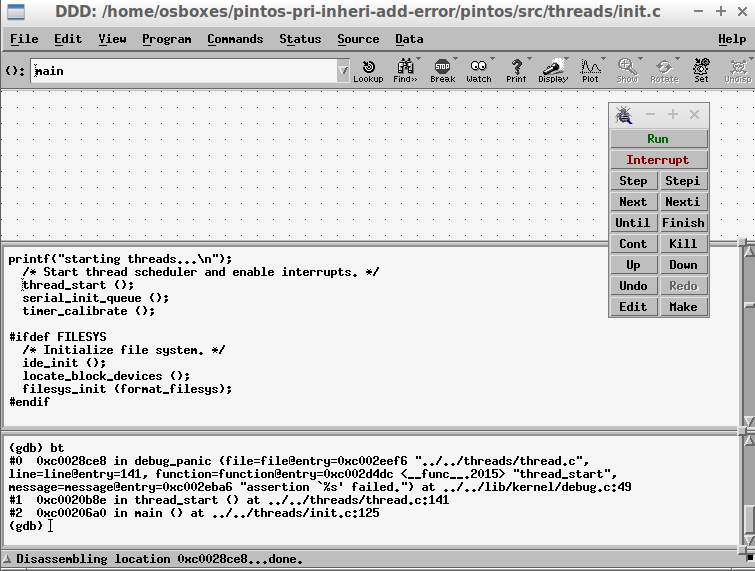 DDD: /home/osboxes/pintos-pri-inheri-add-error/pintos/src/threads/init.c
File Edit View Program Commands Status Source Data Help
(): main
Lookup Find>> Break Watch Print Display Plot Show Rotate Set Undisp
Run
Interrupt
Step Stepi
Next Nexti
Until Finish
Cont Kill
Up Down
Undo Redo
Edit Make
printf("starting threads...\n");
/* Start thread scheduler and enable interrupts. */
thread_start ();
serial_init_queue ();
timer_calibrate ();
#ifdef FILESYS
/* Initialize file system. */
ide_init ();
locate_block_devices ();
filesys_init (format_filesys);
#endif
(gdb) bt
#0  0xc0028ce8 in debug_panic (file=file@entry=0xc002eef6 "../../threads/thread.c",
line=line@entry=141, function=function@entry=0xc002d4dc <__func__.2015> "thread_start",
message=message@entry=0xc002eba6 "assertion `%s' failed.") at ../../lib/kernel/debug.c:49
#1  0xc0020b8e in thread_start () at ../../threads/thread.c:141
#2  0xc00206a0 in main () at ../../threads/init.c:125
(gdb)
Disassembling location 0xc0028ce8...done.